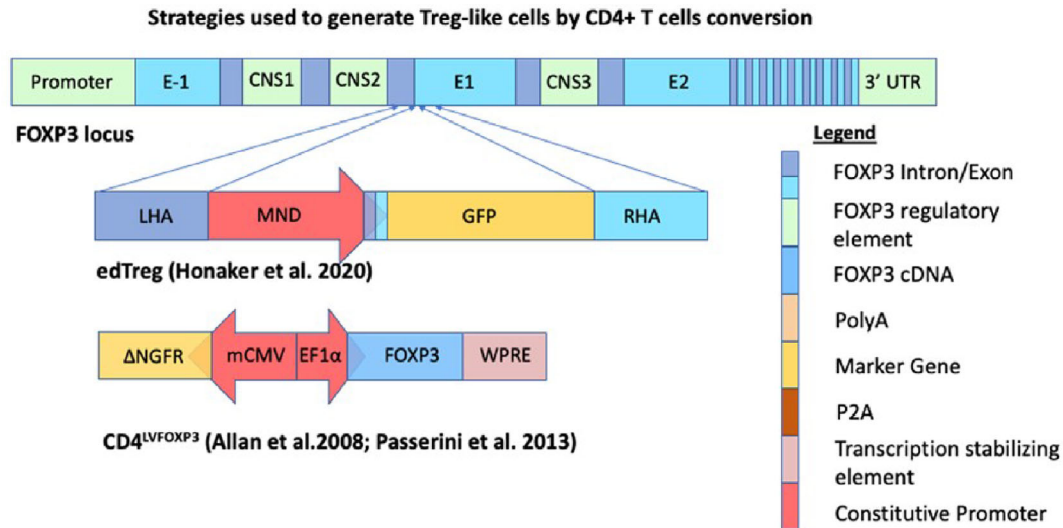 Strategies used to generate Treg-like cells by CD4+ T cells conversion
Promoter E-1 CNS1 CNS2 E1 CNS3 E2 3' UTR
FOXP3 locus
LHA MND GFP RHA
edTreg (Honaker et al. 2020)
ΔNGFR mCMV EF1α FOXP3 WPRE
CD4LVFOXP3 (Allan et al.2008; Passerini et al. 2013)
Legend
FOXP3 Intron/Exon
FOXP3 regulatory
element
FOXP3 cDNA
PolyA
Marker Gene
P2A
Transcription stabilizing
element
Constitutive Promoter